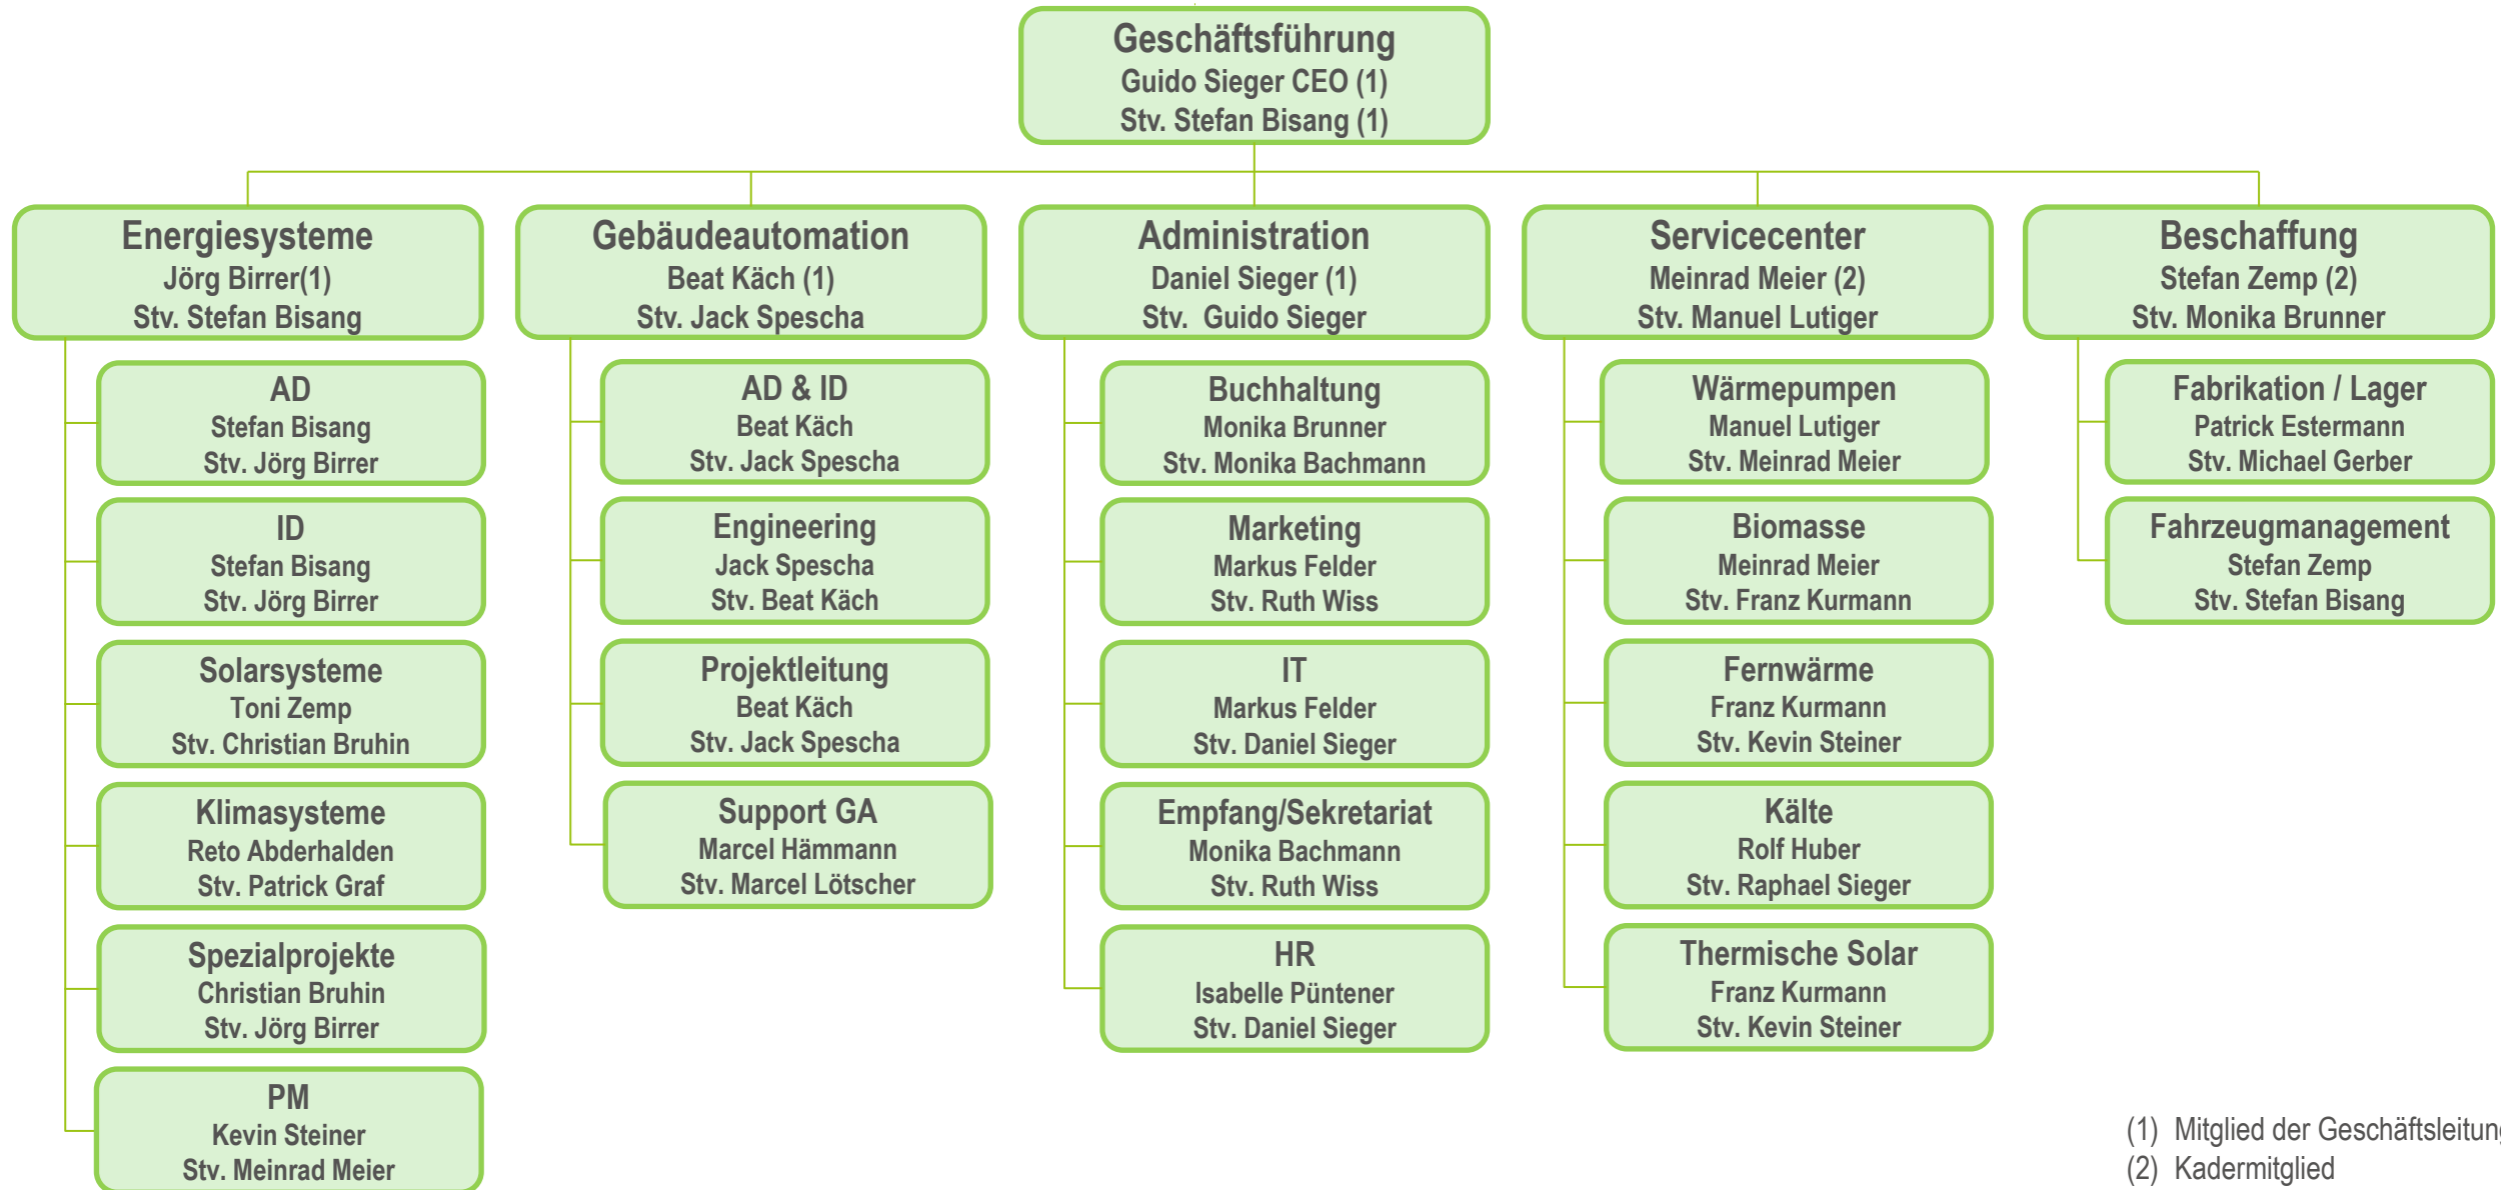 Geschäftsführung
Guido Sieger CEO (1)
Stv. Stefan Bisang (1)
Energiesysteme
Jörg Birrer(1)
Stv. Stefan Bisang
AD
Stefan Bisang
Stv. Jörg Birrer
ID
Stefan Bisang
Stv. Jörg Birrer
Solarsysteme
Toni Zemp
Stv. Christian Bruhin
Klimasysteme
Reto Abderhalden
Stv. Patrick Graf
Spezialprojekte
Christian Bruhin
Stv. Jörg Birrer
PM
Kevin Steiner
Stv. Meinrad Meier
Gebäudeautomation
Beat Käch (1)
Stv. Jack Spescha
AD & ID
Beat Käch
Stv. Jack Spescha
Engineering
Jack Spescha
Stv. Beat Käch
Projektleitung
Beat Käch
Stv. Jack Spescha
Support GA
Marcel Hämmann
Stv. Marcel Lötscher
Administration
Daniel Sieger (1)
Stv. Guido Sieger
Buchhaltung
Monika Brunner
Stv. Monika Bachmann
Marketing
Markus Felder
Stv. Ruth Wiss
IT
Markus Felder
Stv. Daniel Sieger
Empfang/Sekretariat
Monika Bachmann
Stv. Ruth Wiss
HR
Isabelle Püntener
Stv. Daniel Sieger
Servicecenter
Meinrad Meier (2)
Stv. Manuel Lutiger
Wärmepumpen
Manuel Lutiger
Stv. Meinrad Meier
Biomasse
Meinrad Meier
Stv. Franz Kurmann
Fernwärme
Franz Kurmann
Stv. Kevin Steiner
Kälte
Rolf Huber
Stv. Raphael Sieger
Thermische Solar
Franz Kurmann
Stv. Kevin Steiner
Beschaffung
Stefan Zemp (2)
Stv. Monika Brunner
Fabrikation / Lager
Patrick Estermann
Stv. Michael Gerber
Fahrzeugmanagement
Stefan Zemp
Stv. Stefan Bisang
(1) Mitglied der Geschäftsleitung
(2) Kadermitglied